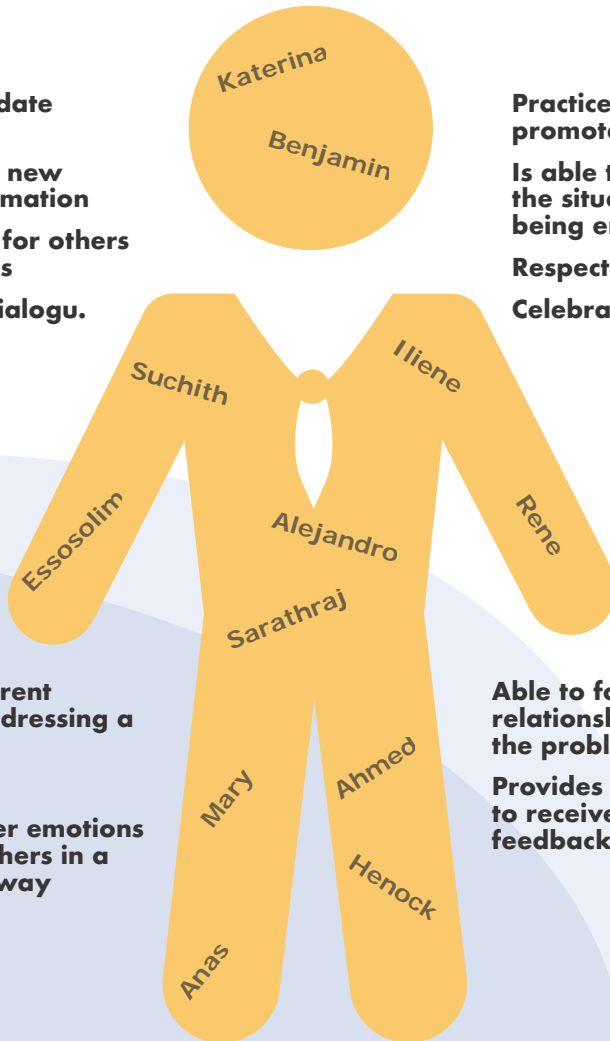 Katerina
Benjamin
date
new
mation
for others
s
ialogu.
Practice
promot
Is able t
the situ
being e
Respect
Celebra
Suchith
Iliene
Essosolim
Rene
Alejandro
Sarathraj
rent
dressing a
er emotions
hers in a
way
Mary
Ahmed
Henock
Anas
Able to fo
relationsh
the probl
Provides
to receive
feedback